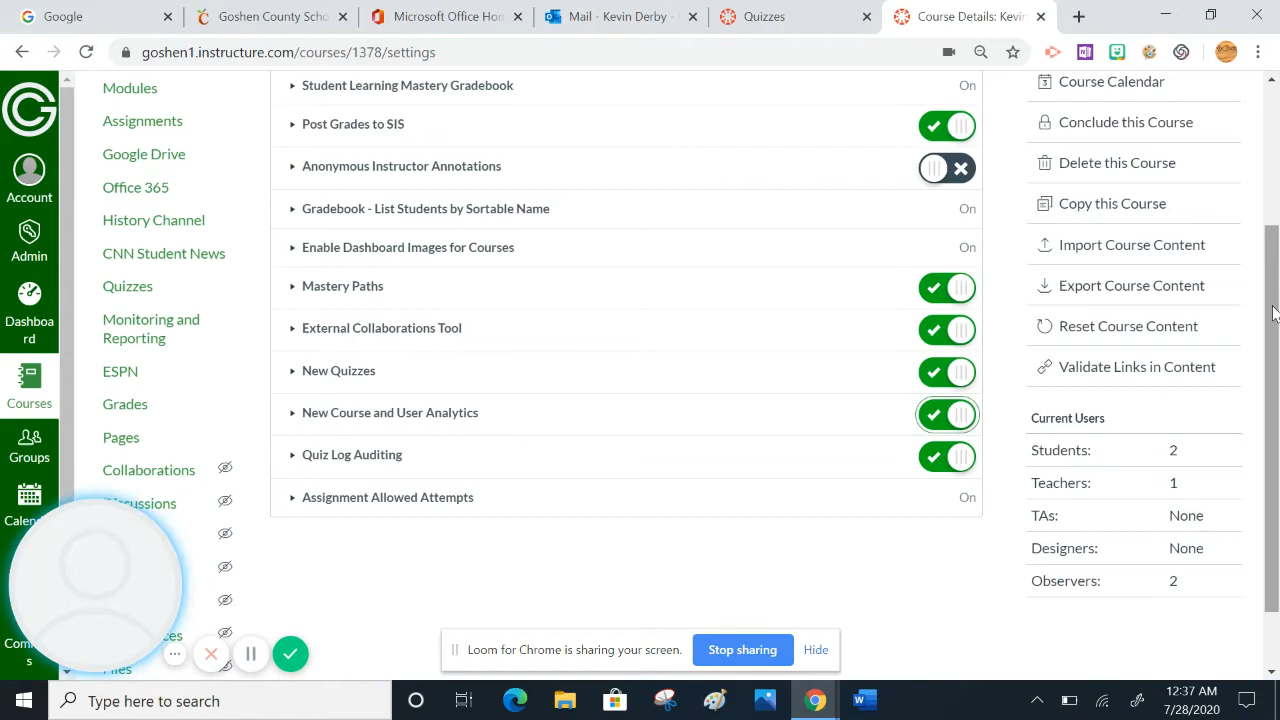 Google
Goshen County Scho
Microsoft Office Hor
Mail - Kevin Derby -
Quizzes
Course Details: Kevin
goshen1.instructure.com/courses/1378/settings
Account
Admin
Dashboa
rd
Courses
Groups
Calen
Com
s
Modules
Assignments
Google Drive
Office 365
History Channel
CNN Student News
Quizzes
Monitoring and
Reporting
ESPN
Grades
Pages
Collaborations
Discussions
Files
Student Learning Mastery Gradebook On
Post Grades to SIS
Anonymous Instructor Annotations
Gradebook - List Students by Sortable Name On
Enable Dashboard Images for Courses On
Mastery Paths
External Collaborations Tool
New Quizzes
New Course and User Analytics
Quiz Log Auditing
Assignment Allowed Attempts On
Course Calendar
Conclude this Course
Delete this Course
Copy this Course
Import Course Content
Export Course Content
Reset Course Content
Validate Links in Content
Current Users
Students: 2
Teachers: 1
TAs: None
Designers: None
Observers: 2
Loom for Chrome is sharing your screen. Stop sharing Hide
Type here to search
12:37 AM
7/28/2020